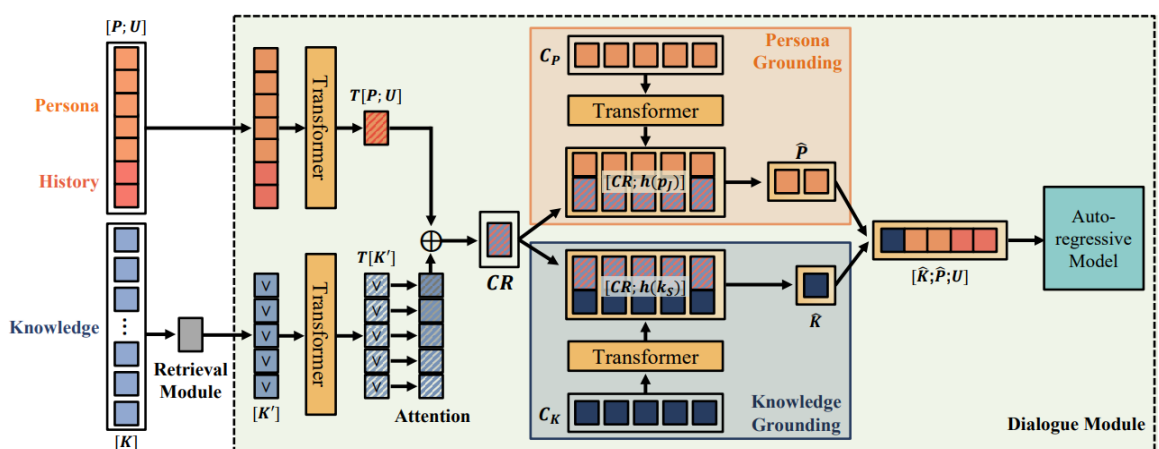 [P; U]
Persona
History
Knowledge
[K]
Retrieval
Module
Transformer
T[P; U]
[K′]
Transformer
T[K′]
V V
V V
V V
V V
V V
Attention
CR
C_P
Persona
Grounding
Transformer
[CR; h(p_J)]
P̂
[CR; h(k_S)]
K̂
Transformer
C_K
Knowledge
Grounding
[K̂;P̂;U]
Auto-
regressive
Model
Dialogue Module